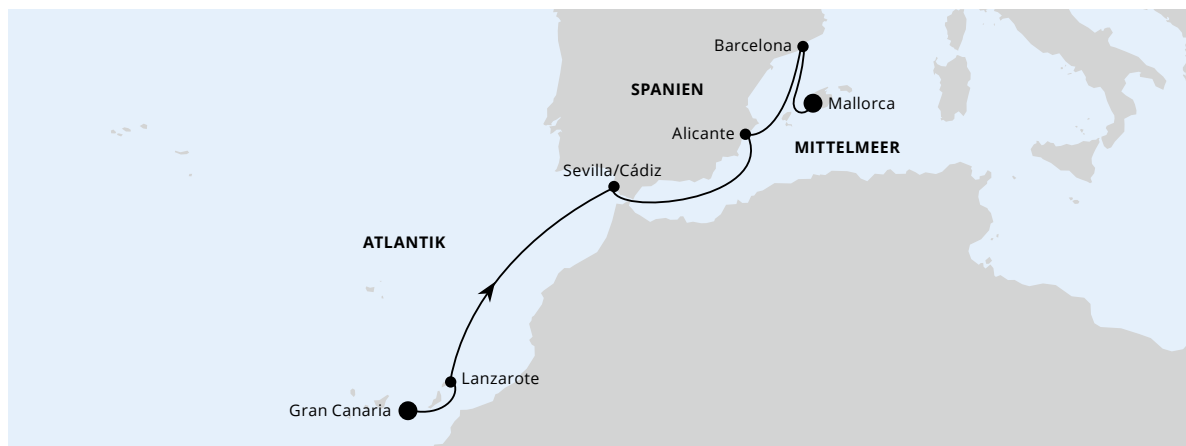 Barcelona
SPANIEN
Mallorca
Alicante
MITTELMEER
Sevilla/Cádiz
ATLANTIK
Lanzarote
Gran Canaria